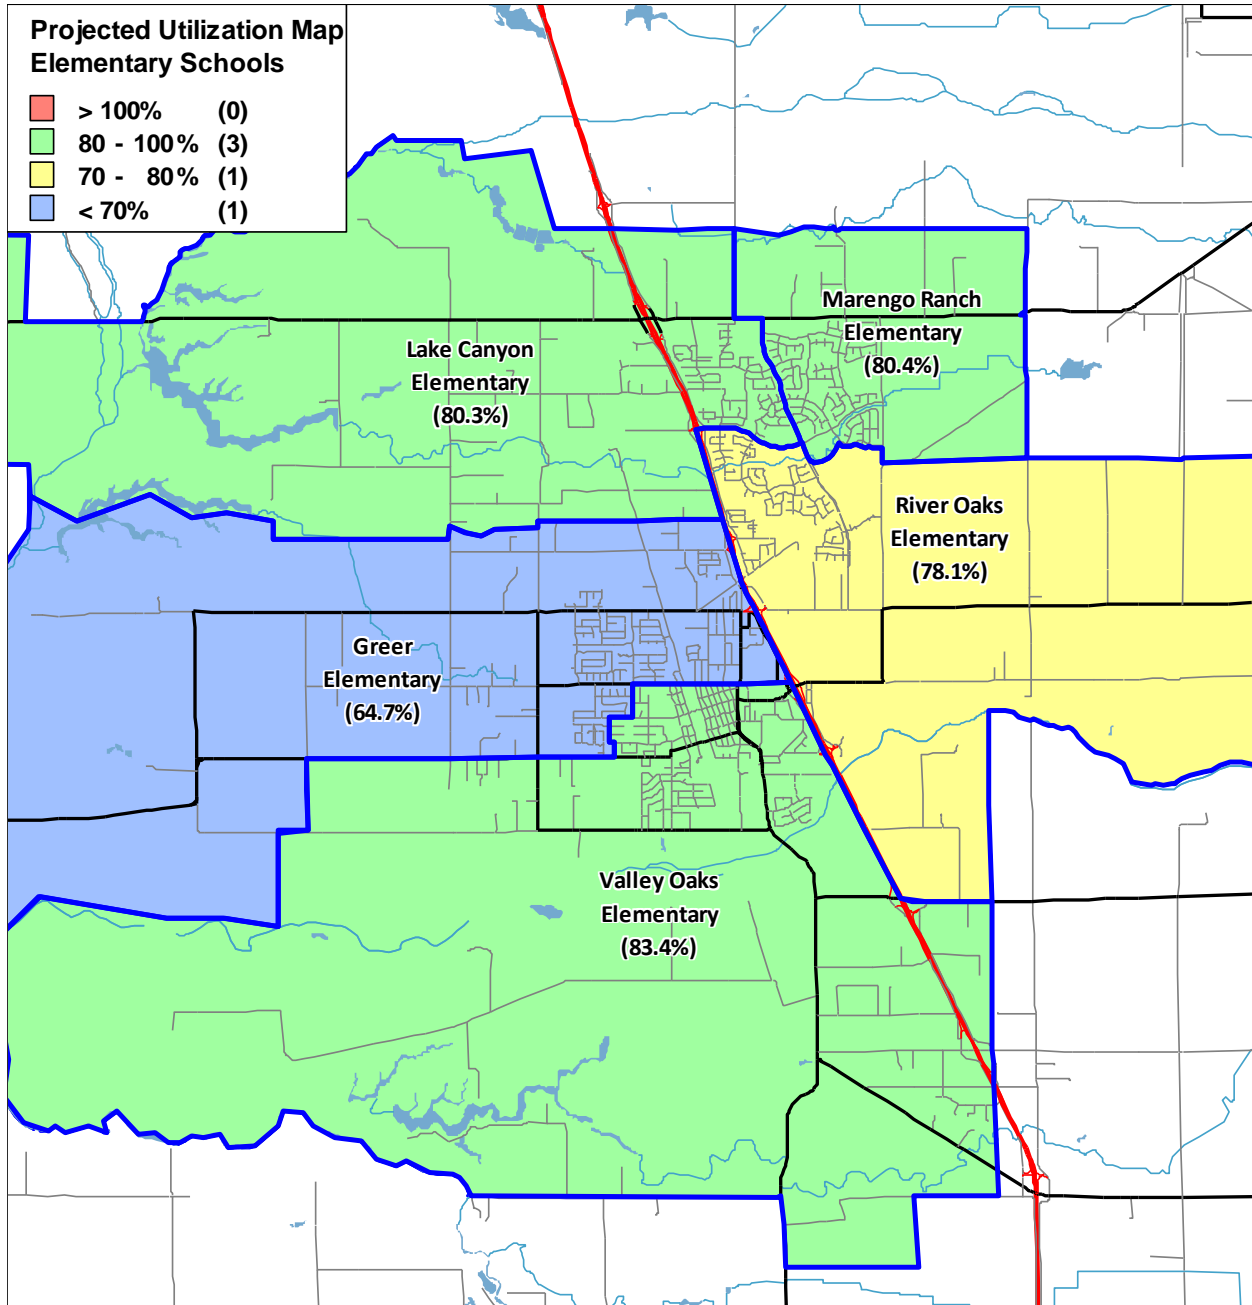 Projected Utilization Map
Elementary Schools
> 100% (0)
80 - 100% (3)
70 - 80% (1)
< 70% (1)
Marengo Ranch
Elementary
(80.4%)
Lake Canyon
Elementary
(80.3%)
River Oaks
Elementary
(78.1%)
Greer
Elementary
(64.7%)
Valley Oaks
Elementary
(83.4%)